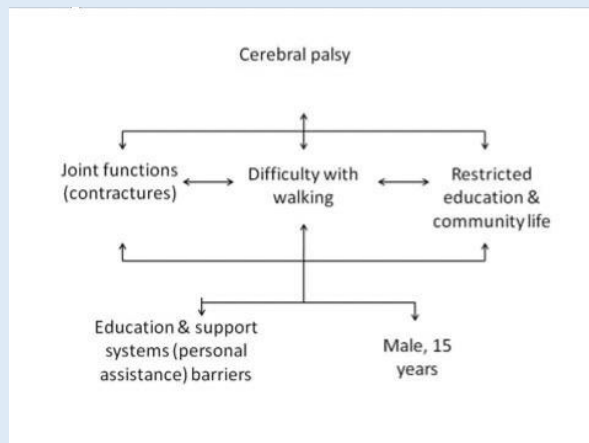 Cerebral palsy
Joint functions
(contractures)
Difficulty with
walking
Restricted
education &
community life
Education & support
systems (personal
assistance) barriers
Male, 15
years